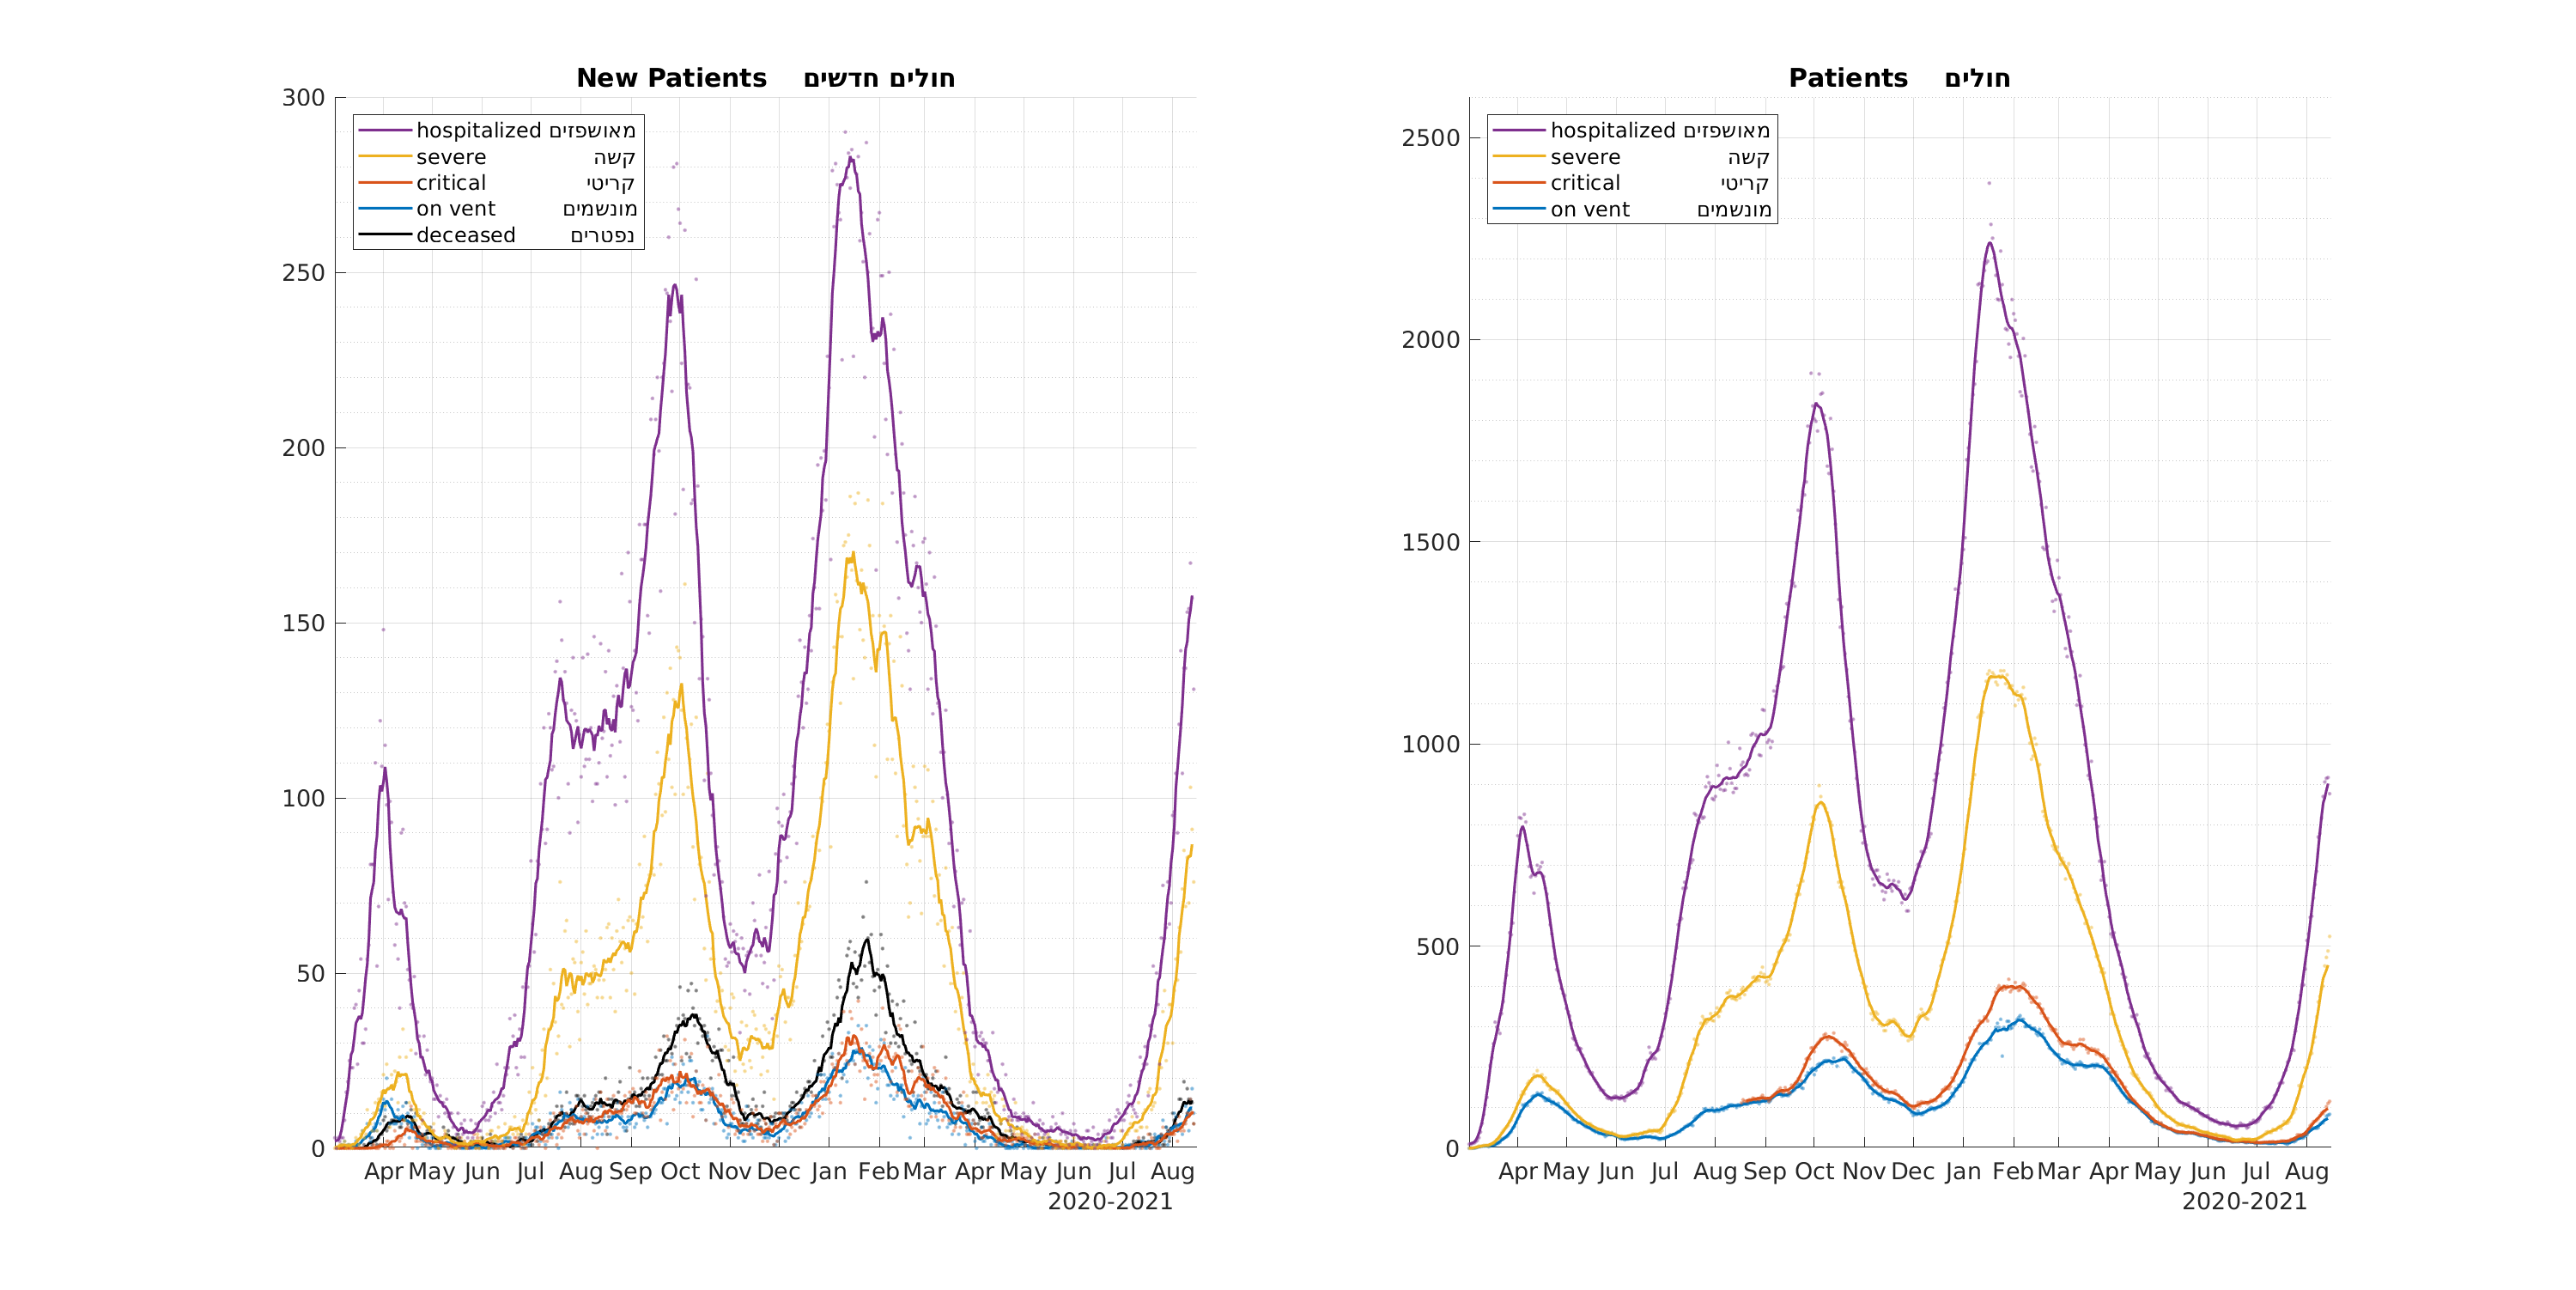 New Patients חולים חדשים
300
250
200
150
100
50
0
hospitalized מאושפזים
severe קשה
critical קריטי
on vent מונשמים
deceased נפטרים
Apr May Jun Jul Aug Sep Oct Nov Dec Jan Feb Mar Apr May Jun Jul Aug
2020-2021
Patients חולים
2500
2000
1500
1000
500
0
hospitalized מאושפזים
severe קשה
critical קריטי
on vent מונשמים
Apr May Jun Jul Aug Sep Oct Nov Dec Jan Feb Mar Apr May Jun Jul Aug
2020-2021